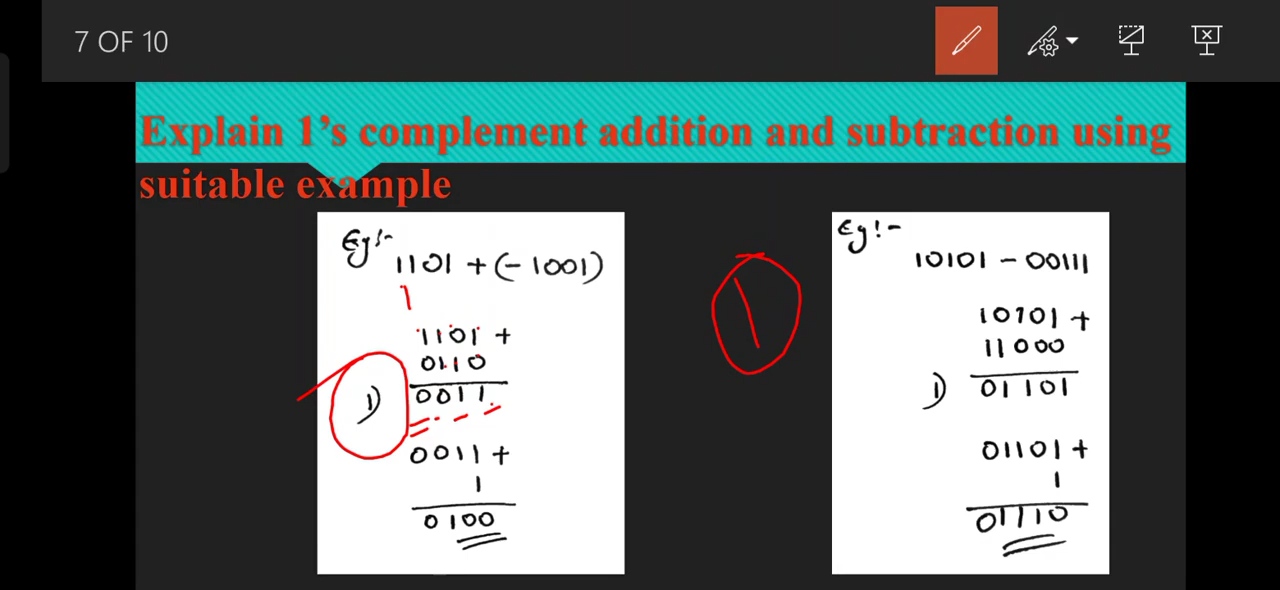 7 OF 10
Explain 1's complement addition and subtraction using
suitable example
Eg:-
1101 + (- 1001)
1
1101 +
0110
1) 0011
0011 +
1
0100
1
Eg:-
10101 - 00111
10101 +
11000
1) 01101
01101 +
1
01110